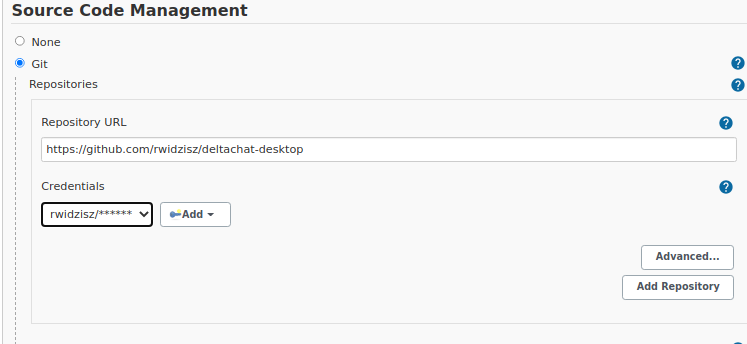 Source Code Management
None
Git
?
Repositories
?
Repository URL
?
https://github.com/rwidzisz/deltachat-desktop
Credentials
?
rwidzisz/******
Add
Advanced...
Add Repository